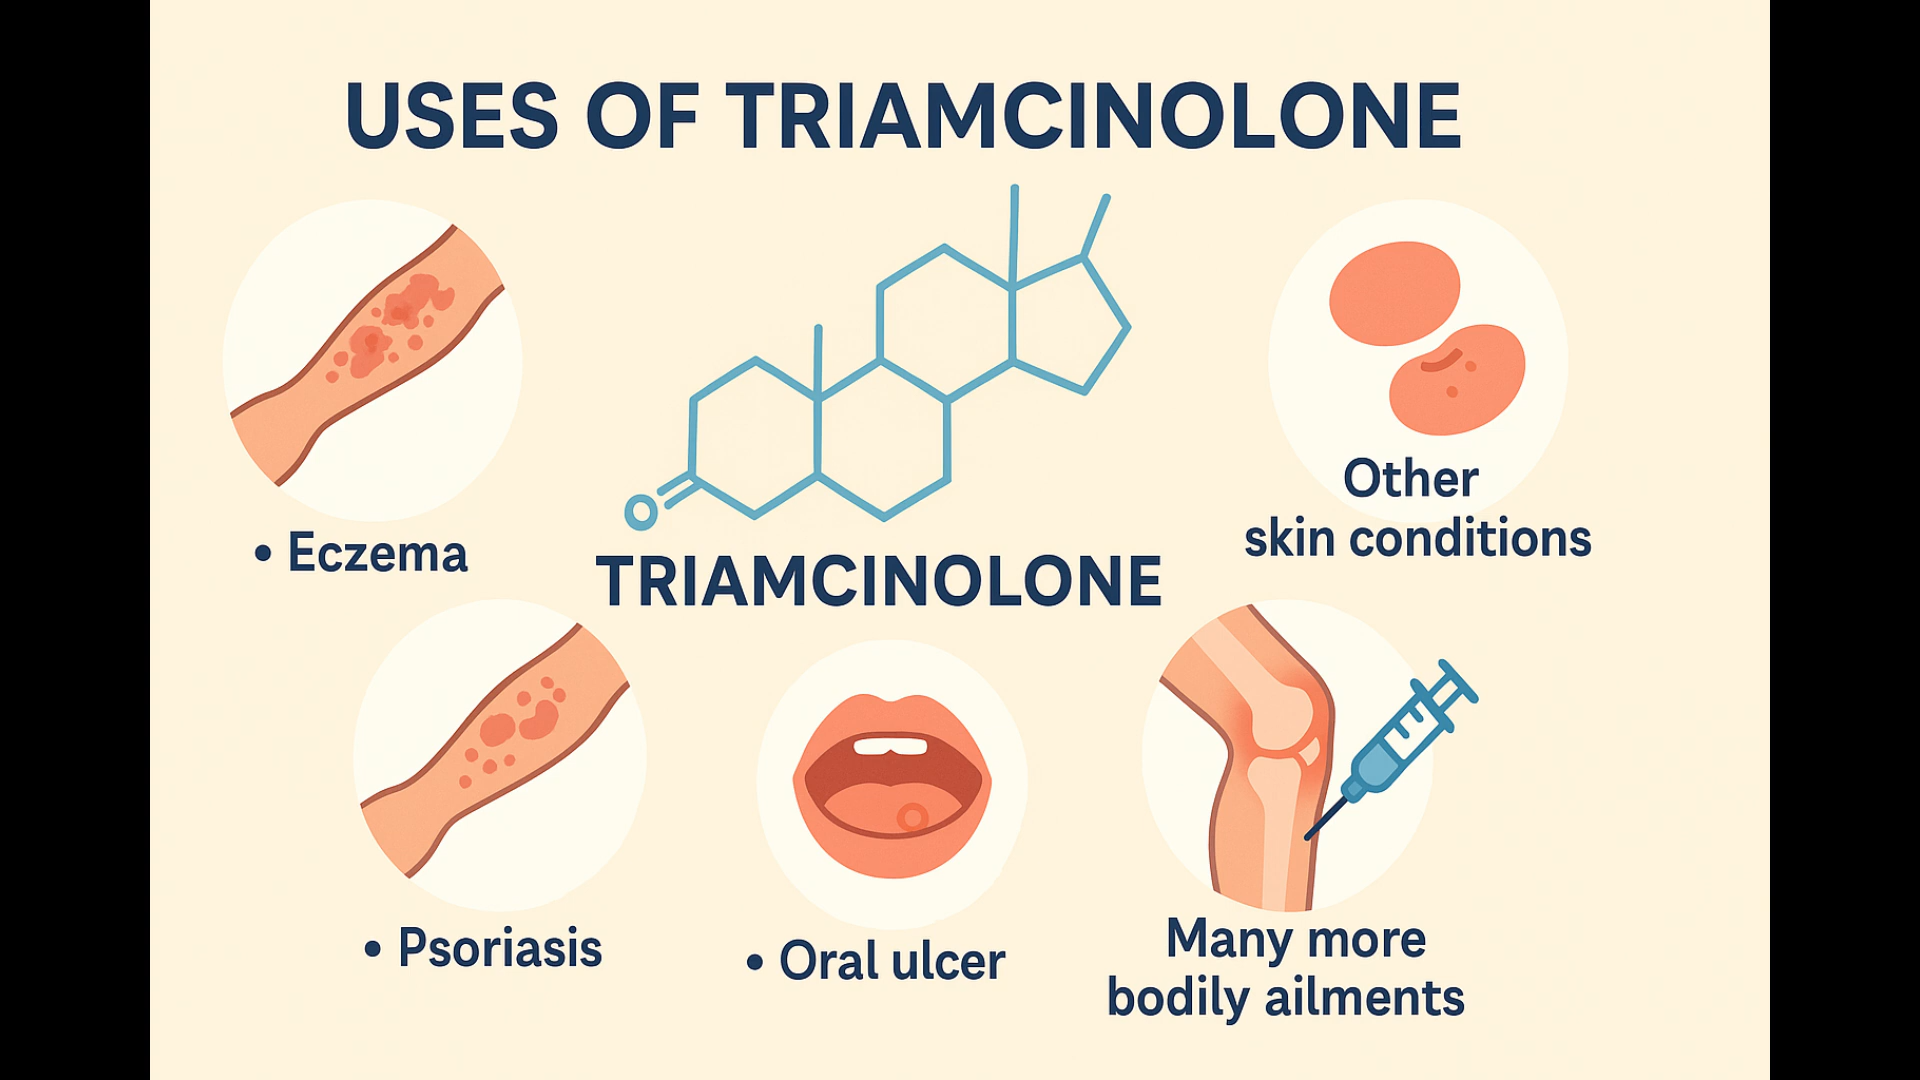 USES OF TRIAMCINOLONE
O
• Eczema
TRIAMCINOLONE
Other
skin conditions
• Psoriasis
• Oral ulcer
Many more
bodily ailments